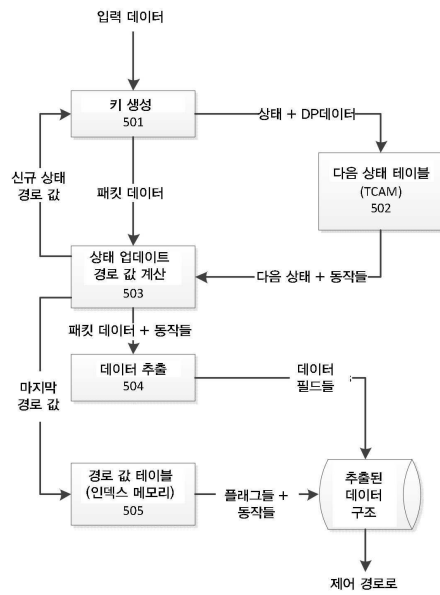 입력 데이터
키 생성
501
상태 + DP데이터
신규 상태
경로 값
패킷 데이터
다음 상태 테이블
(TCAM)
502
상태 업데이트
경로 값 계산
503
다음 상태 + 동작들
패킷 데이터 + 동작들
데이터 추출
504
데이터
필드들
마지막
경로 값
경로 값 테이블
(인덱스 메모리)
505
플래그들 +
동작들
추출된
데이터
구조
제어 경로로